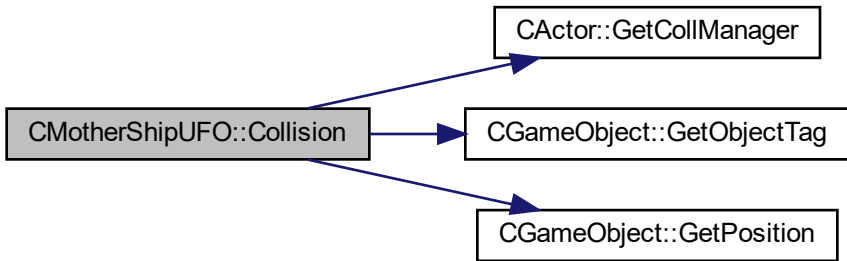 CActor::GetCollManager
CMotherShipUFO::Collision
CGameObject::GetObjectTag
CGameObject::GetPosition